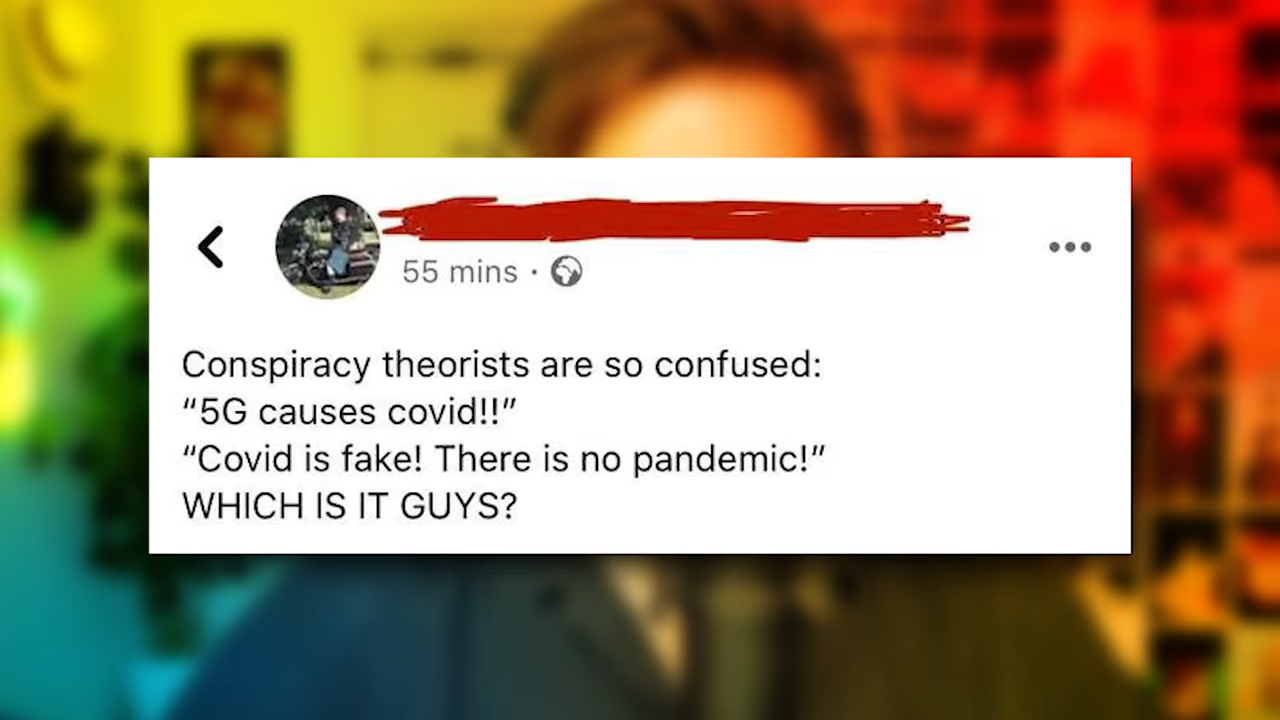 55 mins ·
Conspiracy theorists are so confused:
“5G causes covid!!”
“Covid is fake! There is no pandemic!”
WHICH IS IT GUYS?